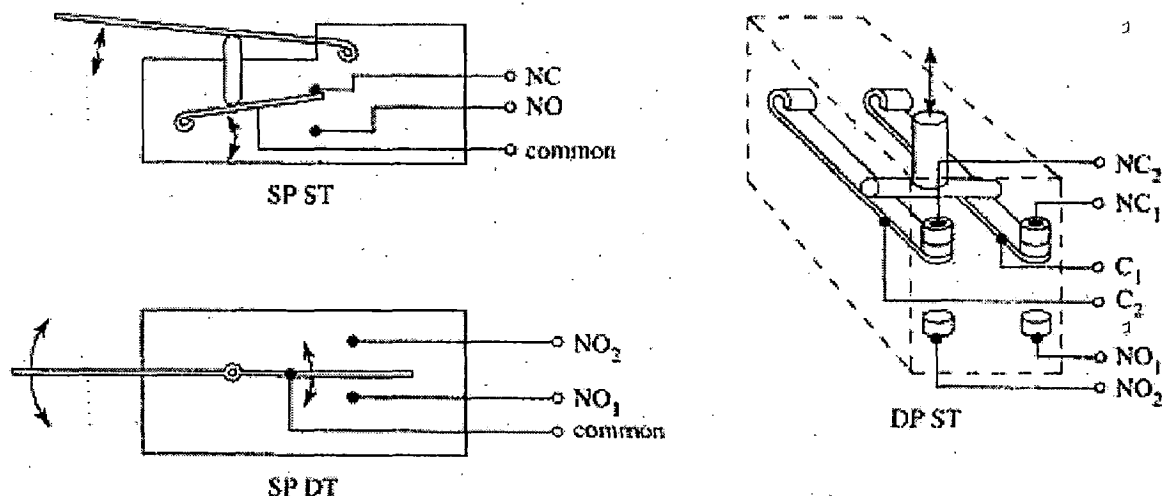 NC
NO
common
SP ST
NO₂
NO₁
common
SP DT
NC₂
NC₁
C₁
C₂
NO₁
NO₂
DP ST